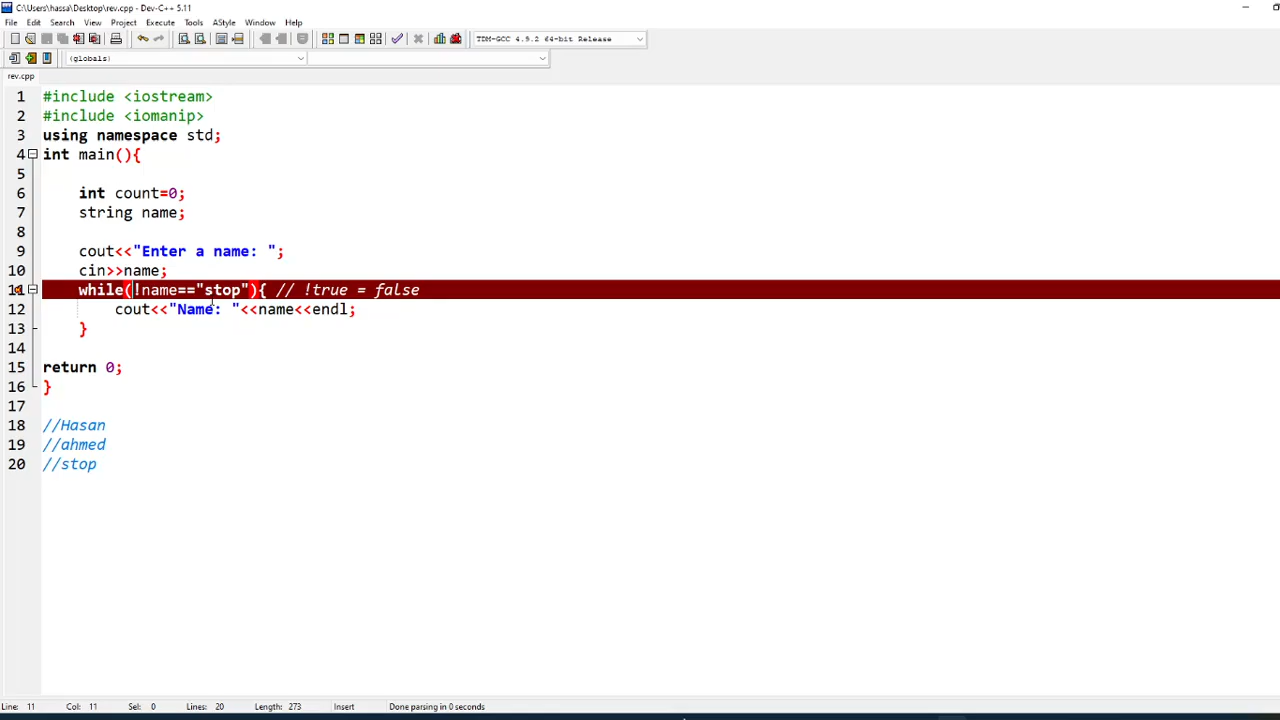 C:\Users\hassa\Desktop\rev.cpp - Dev-C++ 5.11
File Edit Search View Project Execute Tools AStyle Window Help
TDM-GCC 4.9.2 64-bit Release
(globals)
rev.cpp
1 #include <iostream>
2 #include <iomanip>
3 using namespace std;
4 int main(){
5
6 int count=0;
7 string name;
8
9 cout<<"Enter a name: ";
10 cin>>name;
11 while(!name=="stop"){ // !true = false
12 cout<<"Name: "<<name<<endl;
13 }
14
15 return 0;
16 }
17
18 //Hasan
19 //ahmed
20 //stop
Line: 11 Col: 11 Sel: 0 Lines: 20 Length: 273 Insert Done parsing in 0 seconds